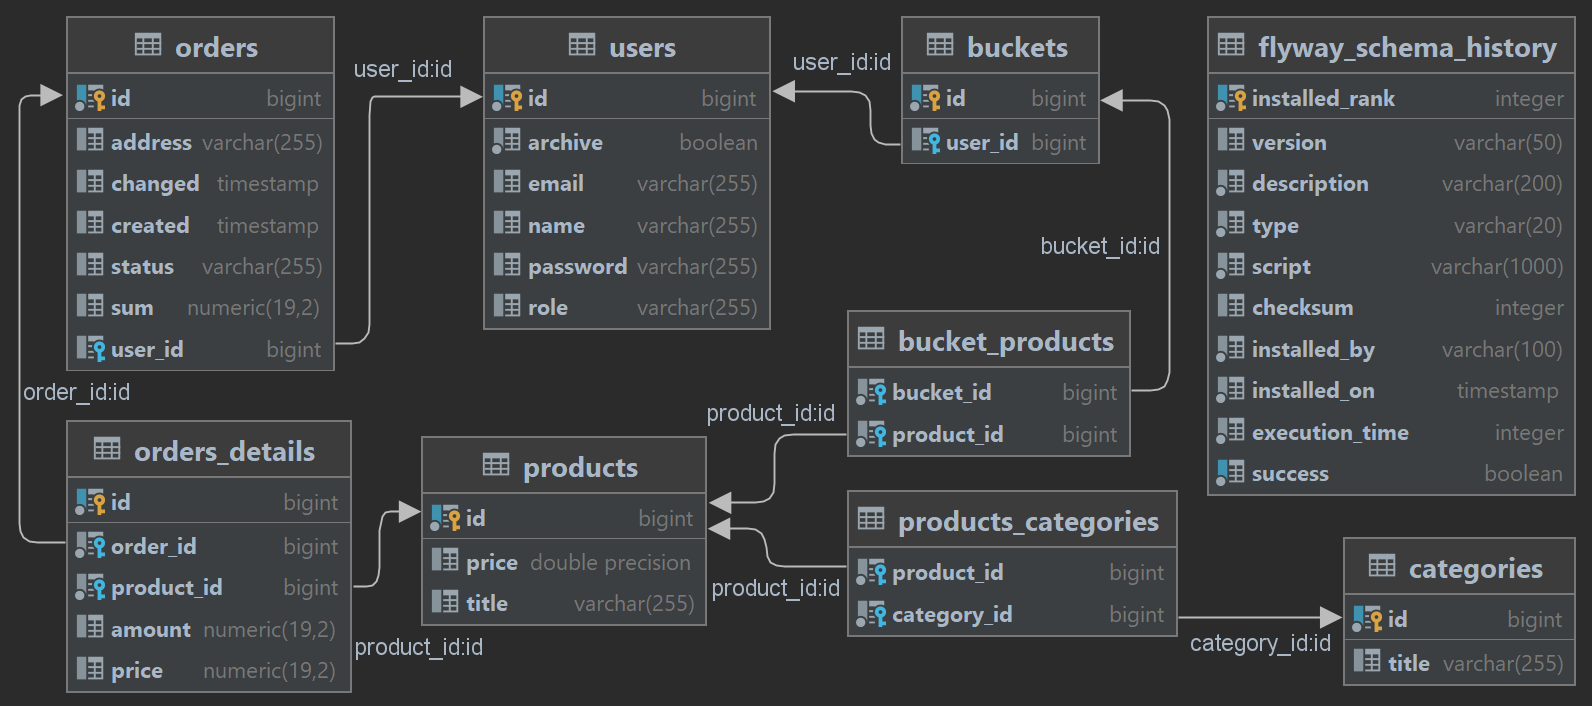 orders
id bigint
address varchar(255)
changed timestamp
created timestamp
status varchar(255)
sum numeric(19,2)
user_id bigint
user_id:id
users
id bigint
archive boolean
email varchar(255)
name varchar(255)
password varchar(255)
role varchar(255)
user_id:id
buckets
id bigint
user_id bigint
bucket_id:id
flyway_schema_history
installed_rank integer
version varchar(50)
description varchar(200)
type varchar(20)
script varchar(1000)
checksum integer
installed_by varchar(100)
installed_on timestamp
execution_time integer
success boolean
order_id:id
orders_details
id bigint
order_id bigint
product_id bigint
amount numeric(19,2)
price numeric(19,2)
product_id:id
products
id bigint
price double precision
title varchar(255)
product_id:id
bucket_products
bucket_id bigint
product_id bigint
product_id:id
products_categories
product_id bigint
category_id bigint
category_id:id
categories
id bigint
title varchar(255)